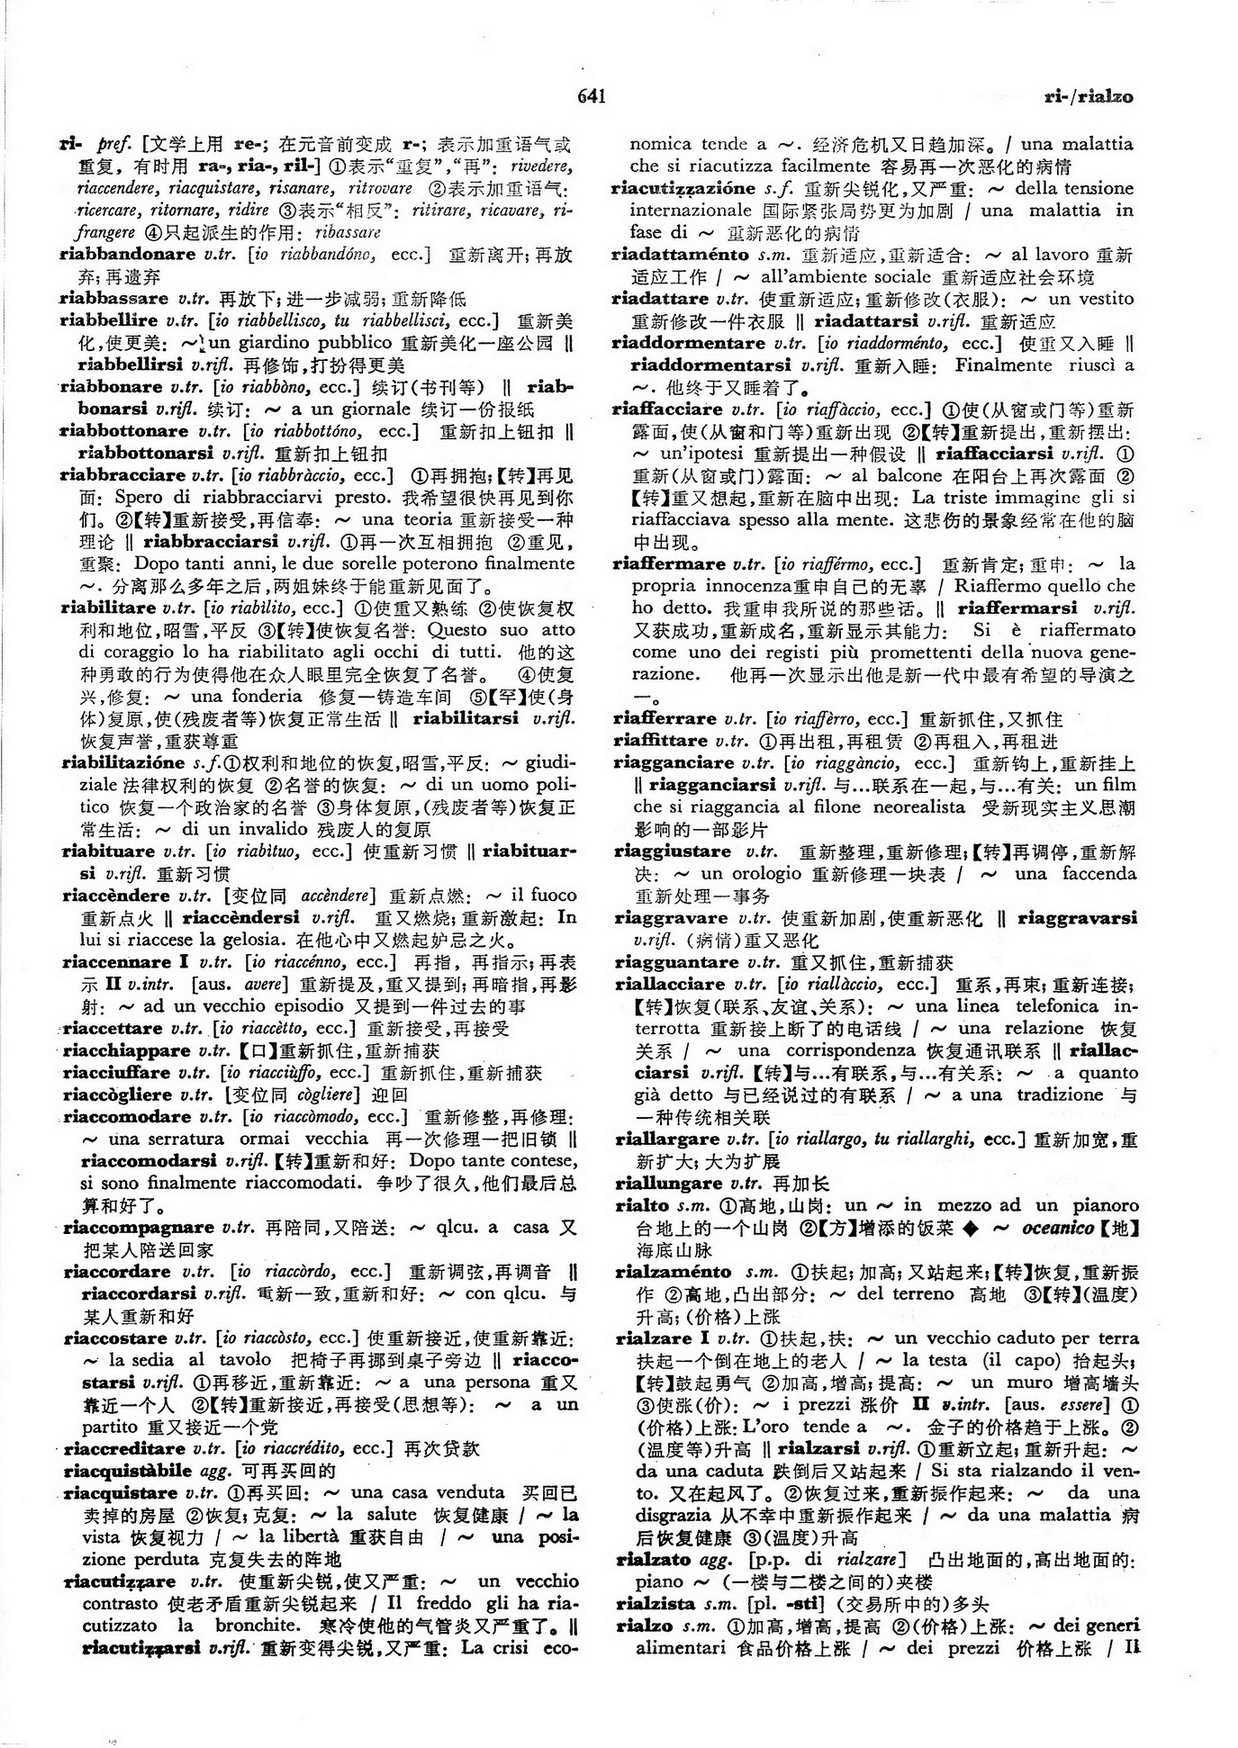 641
ri-/rialzo
ri- pref. [文学上用 re-; 在元音前变成 r-; 表示加重语气或
重复, 有时用 ra-, ria-, ril-] ①表示“重复”,“再”: rivedere,
riaccendere, riacquistare, risanare, ritrovare ②表示加重语气:
ricercare, ritornare, ridire ③表示“相反”: ritirare, ricavare, ri-
frangere ④只起派生的作用: ribassare
riabbandonare v.tr. [io riabbandóno, ecc.] 重新离开; 再放
弃; 再遗弃
riabbassare v.tr. 再放下; 进一步减弱; 重新降低
riabbellire v.tr. [io riabbellisco, tu riabbellisci, ecc.] 重新美
化,使更美: ～ un giardino pubblico 重新美化一座公园 ‖
riabbellirsi v.rifl. 再修饰,打扮得更美
riabbonare v.tr. [io riabbòno, ecc.] 续订(书刊等) ‖ riab-
bonarsi v.rifl. 续订: ～ a un giornale 续订一份报纸
riabbottonare v.tr. [io riabbottóno, ecc.] 重新扣上钮扣 ‖
riabbottonarsi v.rifl. 重新扣上钮扣
riabbracciare v.tr. [io riabbràccio, ecc.] ①再拥抱;【转】再见
面: Spero di riabbracciarvi presto. 我希望很快再见到你
们。②【转】重新接受,再信奉: ～ una teoria 重新接受一种
理论 ‖ riabbracciarsi v.rifl. ①再一次互相拥抱 ②重见,
重聚: Dopo tanti anni, le due sorelle poterono finalmente
～. 分离那么多年之后,两姐妹终于能重新见面了。
riabilitare v.tr. [io riabìlito, ecc.] ①使重又熟练 ②使恢复权
利和地位,昭雪,平反 ③【转】使恢复名誉: Questo suo atto
di coraggio lo ha riabilitato agli occhi di tutti. 他的这
种勇敢的行为使得他在众人眼里完全恢复了名誉。 ④使复
兴,修复: ～ una fonderia 修复一铸造车间 ⑤【罕】使(身
体)复原,使(残废者等)恢复正常生活 ‖ riabilitarsi v.rifl.
恢复声誉,重获尊重
riabilitazióne s.f.①权利和地位的恢复,昭雪,平反: ～ giudi-
ziale 法律权利的恢复 ②名誉的恢复: ～ di un uomo poli-
tico 恢复一个政治家的名誉 ③身体复原,(残废者等)恢复正
常生活: ～ di un invalido 残废人的复原
riabituare v.tr. [io riabìtuo, ecc.] 使重新习惯 ‖ riabituar-
si v.rifl. 重新习惯
riaccèndere v.tr. [变位同 accèndere] 重新点燃: ～ il fuoco
重新点火 ‖ riaccèndersi v.rifl. 重又燃烧; 重新激起: In
lui si riaccese la gelosia. 在他心中又燃起妒忌之火。
riaccennare I v.tr. [io riaccénno, ecc.] 再指, 再指示; 再表
示 II v.intr. [aus. avere] 重新提及,重又提到; 再暗指,再影
射: ～ ad un vecchio episodio 又提到一件过去的事
riaccettare v.tr. [io riaccètto, ecc.] 重新接受,再接受
riacchiappare v.tr.【口】重新抓住,重新捕获
riacciuffare v.tr. [io riacciùffo, ecc.] 重新抓住,重新捕获
riaccògliere v.tr. [变位同 cògliere] 迎回
riaccomodare v.tr. [io riaccòmodo, ecc.] 重新修整,再修理:
～ una serratura ormai vecchia 再一次修理一把旧锁 ‖
riaccomodarsi v.rifl.【转】重新和好: Dopo tante contese,
si sono finalmente riaccomodati. 争吵了很久,他们最后总
算和好了。
riaccompagnare v.tr. 再陪同,又陪送: ～ qlcu. a casa 又
把某人陪送回家
riaccordare v.tr. [io riaccòrdo, ecc.] 重新调弦,再调音 ‖
riaccordarsi v.rifl. 重新一致,重新和好: ～ con qlcu. 与
某人重新和好
riaccostare v.tr. [io riaccòsto, ecc.] 使重新接近,使重新靠近:
～ la sedia al tavolo 把椅子再挪到桌子旁边 ‖ riacco-
starsi v.rifl. ①再移近,重新靠近: ～ a una persona 重又
靠近一个人 ②【转】重新接近,再接受(思想等): ～ a un
partito 重又接近一个党
riaccreditare v.tr. [io riaccrédito, ecc.] 再次贷款
riacquistàbile agg. 可再买回的
riacquistare v.tr. ①再买回: ～ una casa venduta 买回已
卖掉的房屋 ②恢复; 克复: ～ la salute 恢复健康 / ～ la
vista 恢复视力 / ～ la libertà 重获自由 / ～ una posi-
zione perduta 克复失去的阵地
riacutizzare v.tr. 使重新尖锐,使又严重: ～ un vecchio
contrasto 使老矛盾重新尖锐起来 / Il freddo gli ha ria-
cutizzato la bronchite. 寒冷使他的气管炎又严重了。‖
riacutizzarsi v.rifl. 重新变得尖锐,又严重: La crisi eco-
nomica tende a ～. 经济危机又日趋加深。/ una malattia
che si riacutizza facilmente 容易再一次恶化的病情
riacutizzazióne s.f. 重新尖锐化,又严重: ～ della tensione
internazionale 国际紧张局势更为加剧 / una malattia in
fase di ～ 重新恶化的病情
riadattaménto s.m. 重新适应,重新适合: ～ al lavoro 重新
适应工作 / ～ all'ambiente sociale 重新适应社会环境
riadattare v.tr. 使重新适应; 重新修改(衣服): ～ un vestito
重新修改一件衣服 ‖ riadattarsi v.rifl. 重新适应
riaddormentare v.tr. [io riaddorménto, ecc.] 使重又入睡 ‖
riaddormentarsi v.rifl. 重新入睡: Finalmente riuscì a
～. 他终于又睡着了。
riaffacciare v.tr. [io riaffàccio, ecc.] ①使(从窗或门等)重新
露面,使(从窗和门等)重新出现 ②【转】重新提出,重新摆出:
～ un'ipotesi 重新提出一种假设 ‖ riaffacciarsi v.rifl. ①
重新(从窗或门)露面: ～ al balcone 在阳台上再次露面 ②
【转】重又想起,重新在脑中出现: La triste immagine gli si
riaffacciava spesso alla mente. 这悲伤的景象经常在他的脑
中出现。
riaffermare v.tr. [io riafférmo, ecc.] 重新肯定; 重申: ～ la
propria innocenza重申自己的无辜 / Riaffermo quello che
ho detto. 我重申我所说的那些话。‖ riaffermarsi v.rifl.
又获成功,重新成名,重新显示其能力: Si è riaffermato
come uno dei registi più promettenti della nuova gene-
razione. 他再一次显示出他是新一代中最有希望的导演之
一。
riafferrare v.tr. [io riaffèrro, ecc.] 重新抓住,又抓住
riaffittare v.tr. ①再出租,再租赁 ②再租入,再租进
riagganciare v.tr. [io riaggàncio, ecc.] 重新钩上,重新挂上
‖ riagganciarsi v.rifl. 与...联系在一起,与...有关: un film
che si riaggancia al filone neorealista 受新现实主义思潮
影响的一部影片
riaggiustare v.tr. 重新整理,重新修理;【转】再调停,重新解
决: ～ un orologio 重新修理一块表 / ～ una faccenda
重新处理一事务
riaggravare v.tr. 使重新加剧,使重新恶化 ‖ riaggravarsi
v.rifl. (病情)重又恶化
riagguantare v.tr. 重又抓住,重新捕获
riallacciare v.tr. [io riallàccio, ecc.] 重系,再束; 重新连接;
【转】恢复(联系、友谊、关系): ～ una linea telefonica in-
terrotta 重新接上断了的电话线 / ～ una relazione 恢复
关系 / ～ una corrispondenza 恢复通讯联系 ‖ riallac-
ciarsi v.rifl.【转】与...有联系,与...有关系: ～ a quanto
già detto 与已经说过的有联系 / ～ a una tradizione 与
一种传统相关联
riallargare v.tr. [io riallargo, tu riallarghi, ecc.] 重新加宽,重
新扩大; 大为扩展
riallungare v.tr. 再加长
rialto s.m. ①高地,山岗: un ～ in mezzo ad un pianoro
台地上的一个山岗 ②【方】增添的饭菜 ◆ ～ oceanico【地】
海底山脉
rialzaménto s.m. ①扶起; 加高; 又站起来;【转】恢复,重新振
作 ②高地,凸出部分: ～ del terreno 高地 ③【转】(温度)
升高; (价格)上涨
rialzare I v.tr. ①扶起,扶: ～ un vecchio caduto per terra
扶起一个倒在地上的老人 / ～ la testa (il capo) 抬起头;
【转】鼓起勇气 ②加高,增高; 提高: ～ un muro 增高墙头
③使涨(价): ～ i prezzi 涨价 II v.intr. [aus. essere] ①
(价格)上涨: L'oro tende a ～. 金子的价格趋于上涨。②
(温度等)升高 ‖ rialzarsi v.rifl. ①重新立起; 重新升起: ～
da una caduta 跌倒后又站起来 / Si sta rialzando il ven-
to. 又在起风了。②恢复过来,重新振作起来: ～ da una
disgrazia 从不幸中重新振作起来 / ～ da una malattia 病
后恢复健康 ③(温度)升高
rialzato agg. [p.p. di rialzare] 凸出地面的,高出地面的:
piano ～ (一楼与二楼之间的)夹楼
rialzista s.m. [pl. -sti] (交易所中的)多头
rialzo s.m. ①加高,增高,提高 ②(价格)上涨: ～ dei generi
alimentari 食品价格上涨 / ～ dei prezzi 价格上涨 / Il